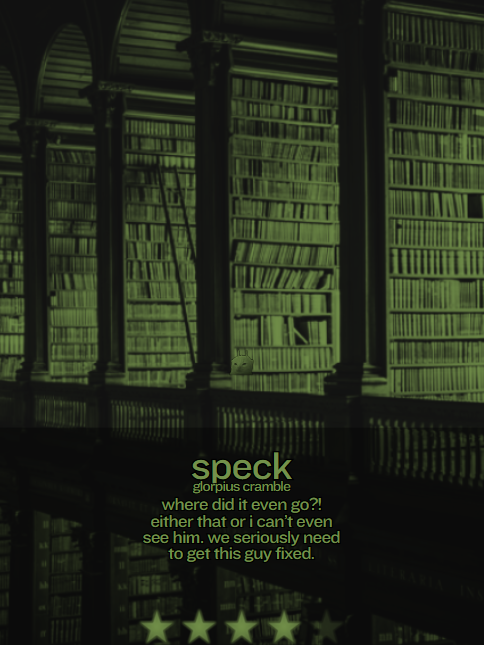 speck
glorpius cramble
where did it even go?!
either that or i can't even
see him. we seriously need
to get this guy fixed.